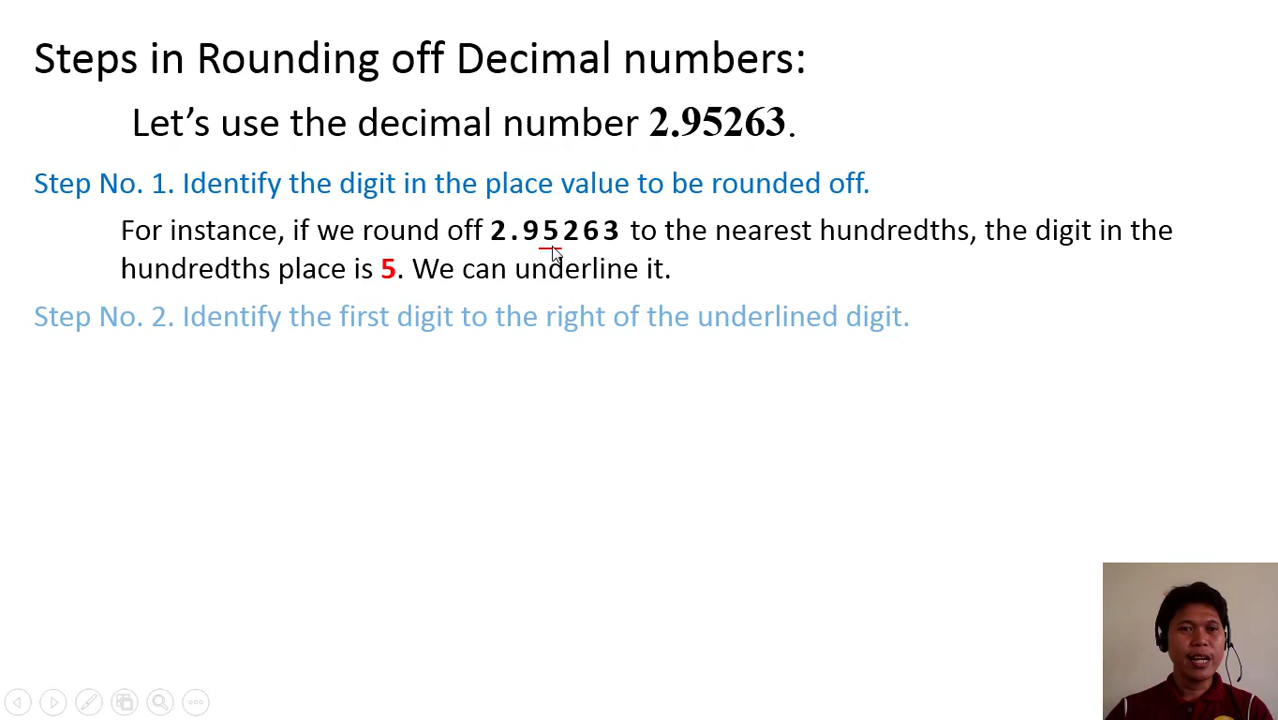 Steps in Rounding off Decimal numbers:
Let’s use the decimal number 2.95263.
Step No. 1. Identify the digit in the place value to be rounded off.
For instance, if we round off 2.95263 to the nearest hundredths, the digit in the
hundredths place is 5. We can underline it.
Step No. 2. Identify the first digit to the right of the underlined digit.